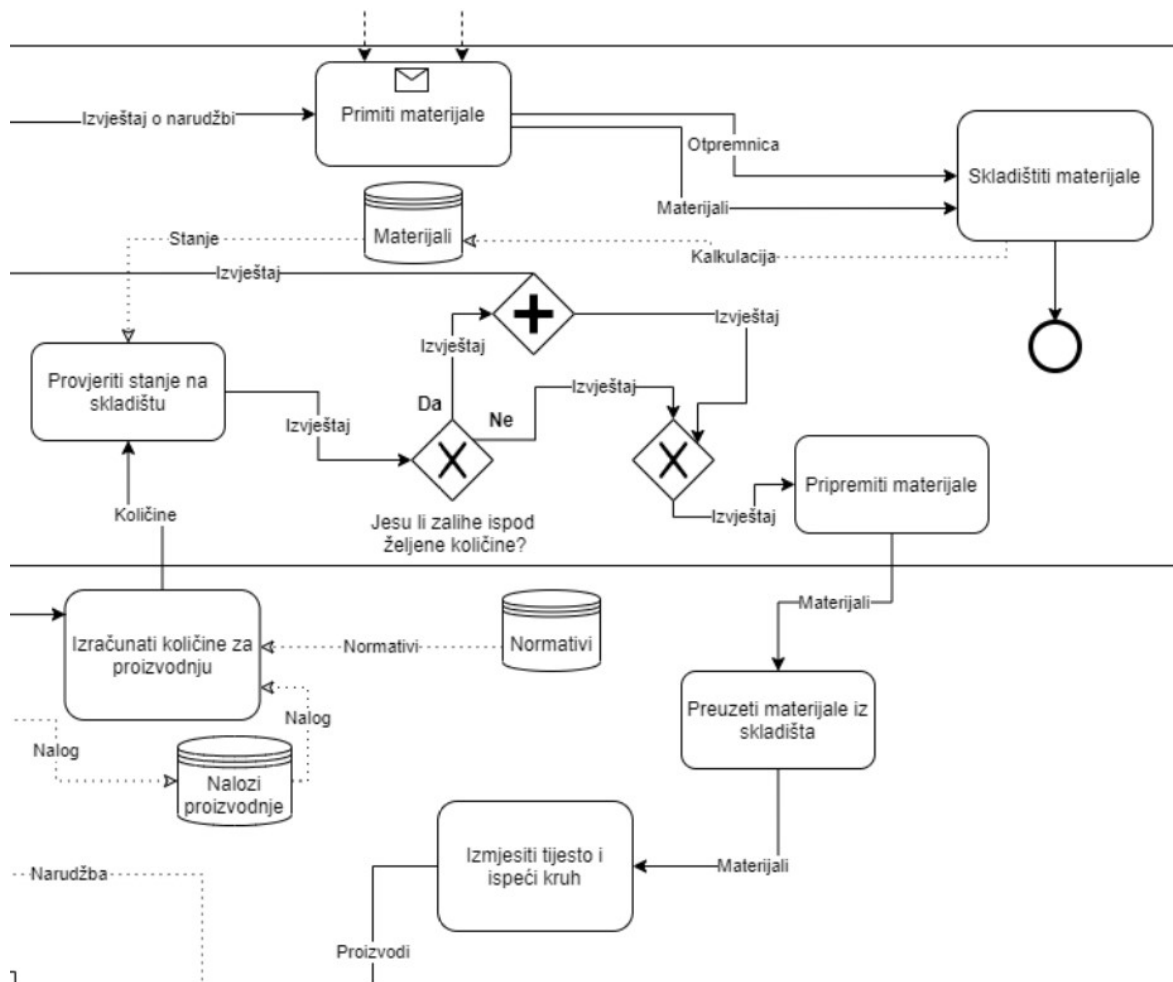 Izvještaj o narudžbi
Primiti materijale
Otpremnica
Materijali
Skladištiti materijale
Materijali
Stanje
Kalkulacija
Izvještaj
Izvještaj
Izvještaj
Provjeriti stanje na
skladištu
Izvještaj
Da
Ne
Izvještaj
Jesu li zalihe ispod
željene količine?
Izvještaj
Pripremiti materijale
Količine
Izračunati količine za
proizvodnju
Normativi
Normativi
Materijali
Nalog
Nalog
Nalozi
proizvodnje
Preuzeti materijale iz
skladišta
Narudžba
Izmjesiti tijesto i
ispeći kruh
Materijali
Proizvodi